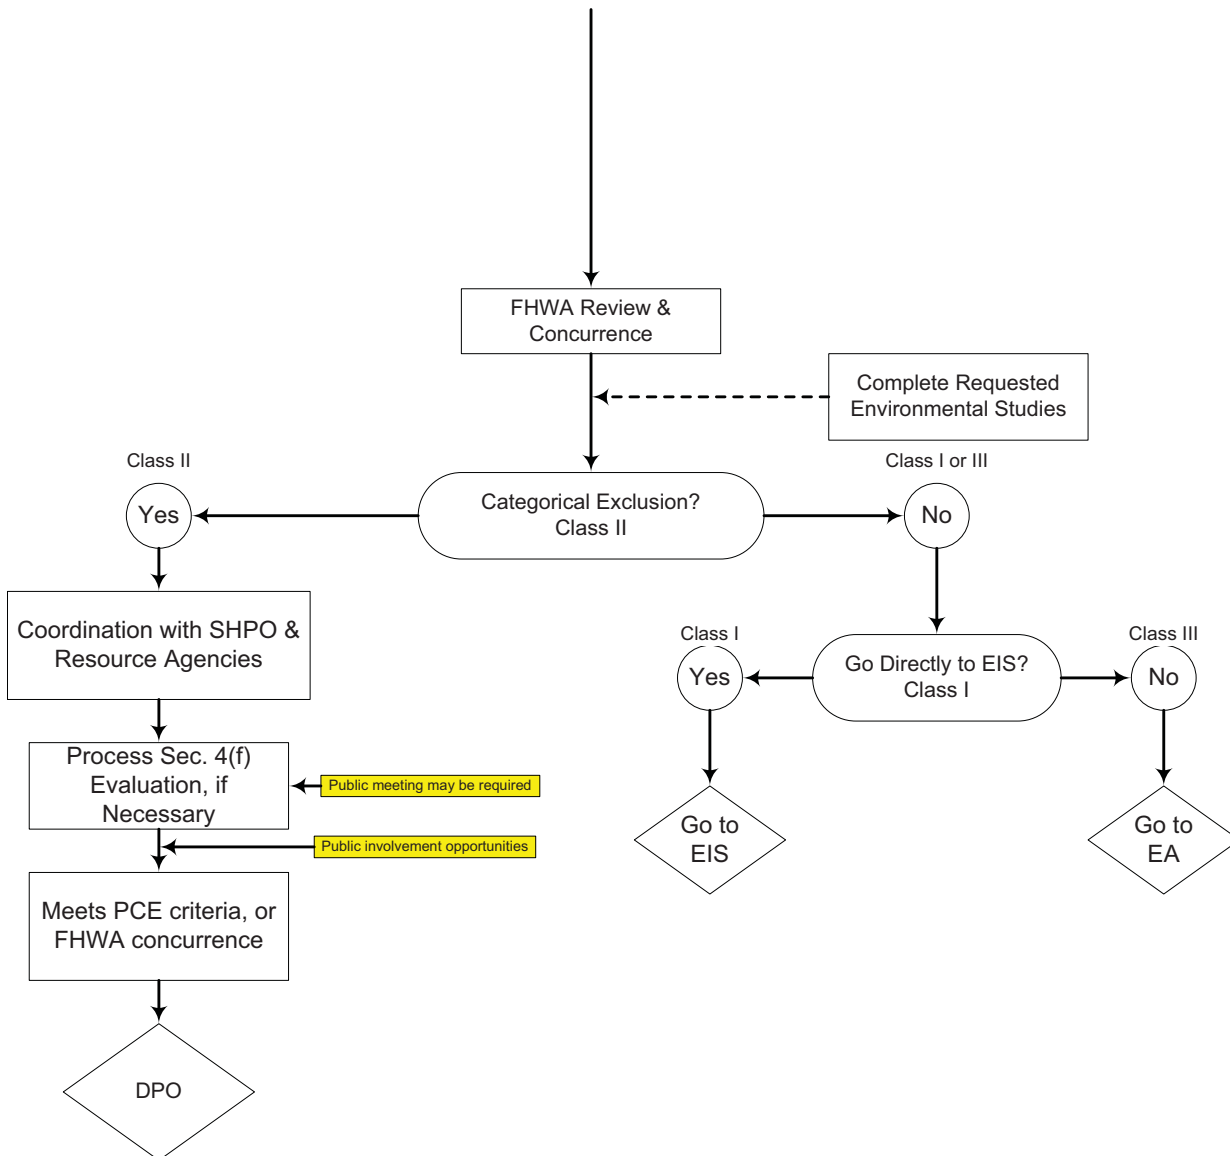 FHWA Review &
Concurrence
Complete Requested
Environmental Studies
Class II
Class I or III
Yes
Categorical Exclusion?
Class II
No
Coordination with SHPO &
Resource Agencies
Class I
Class III
Yes
Go Directly to EIS?
Class I
No
Process Sec. 4(f)
Evaluation, if
Necessary
Public meeting may be required
Public involvement opportunities
Go to
EIS
Go to
EA
Meets PCE criteria, or
FHWA concurrence
DPO